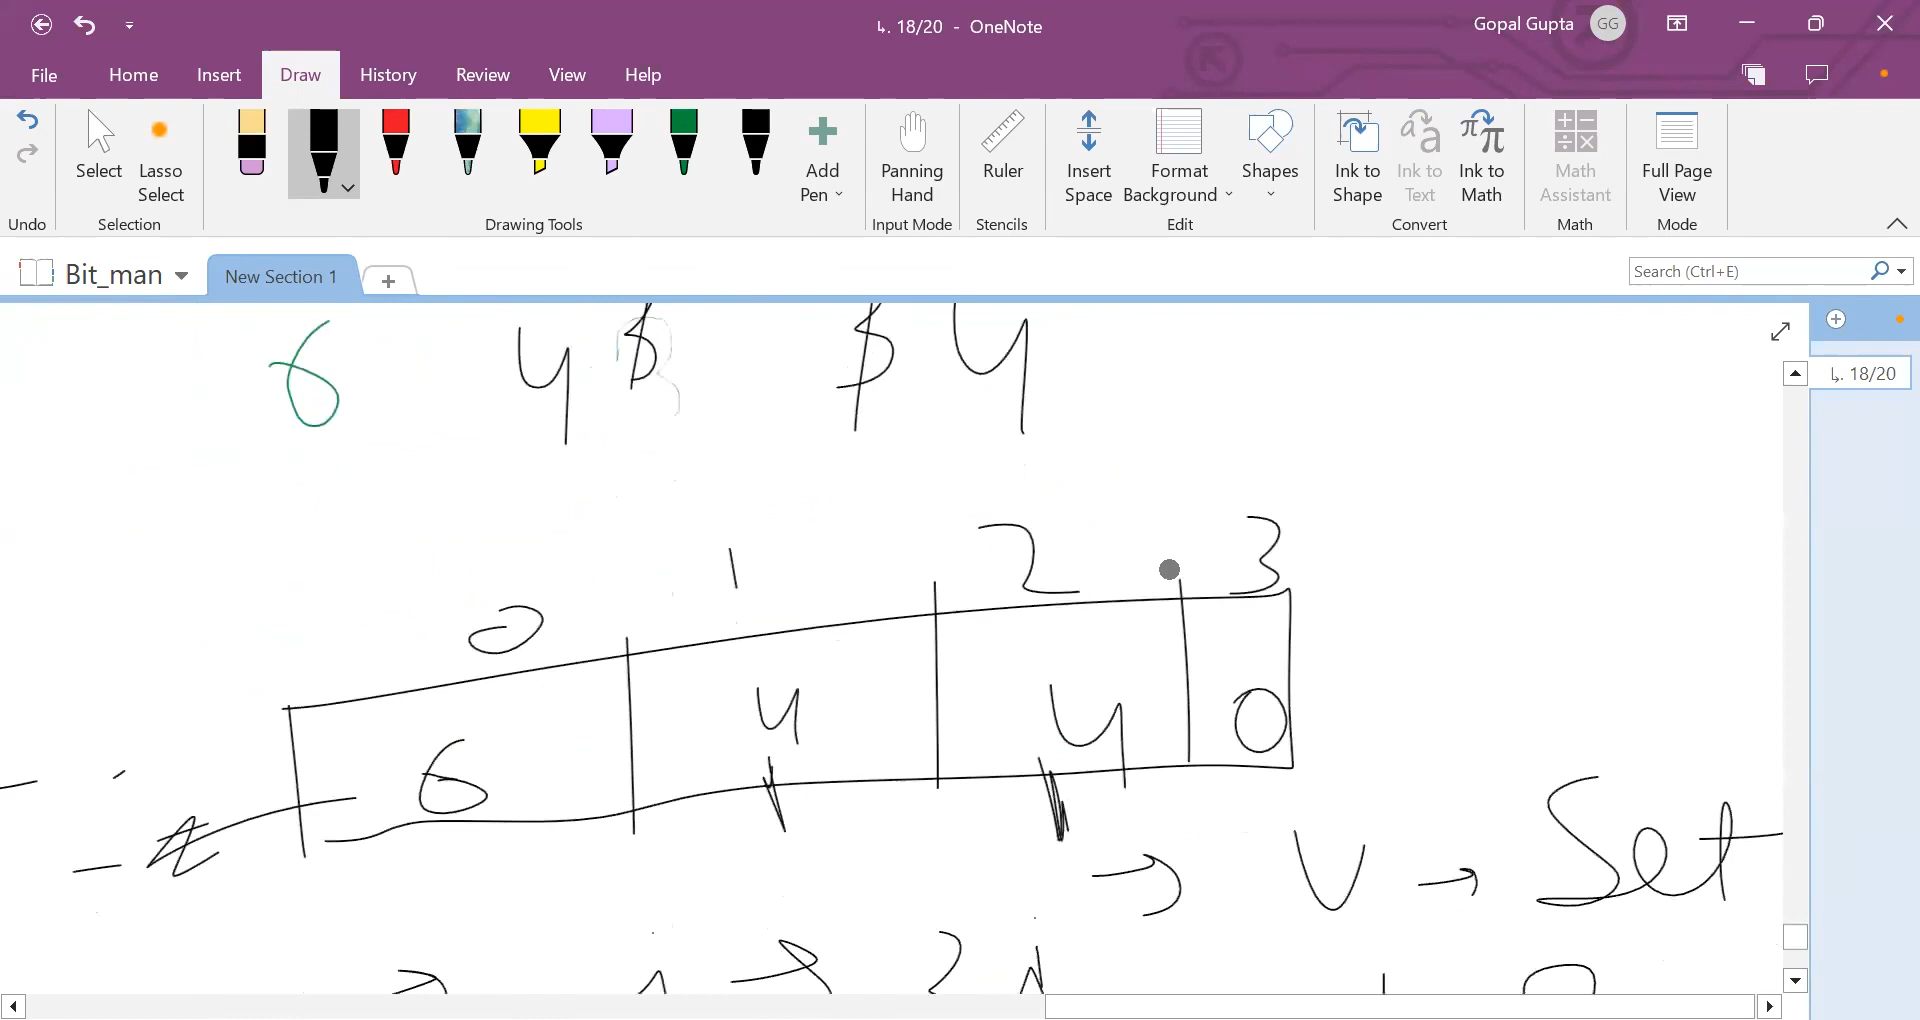 ↳. 18/20 - OneNote
Gopal Gupta GG
File Home Insert Draw History Review View Help
Select
Lasso Select
Add Pen
Panning Hand
Ruler
Insert Space
Format Background
Shapes
Ink to Shape
Ink to Text
Ink to Math
Math Assistant
Full Page View
Undo Selection Drawing Tools Input Mode Stencils Edit Convert Math Mode
Bit_man New Section 1 + Search (Ctrl+E)
↳. 18/20
6 4 $ $ 4
0 1 2 3
6 4 4 0
→ V → Set